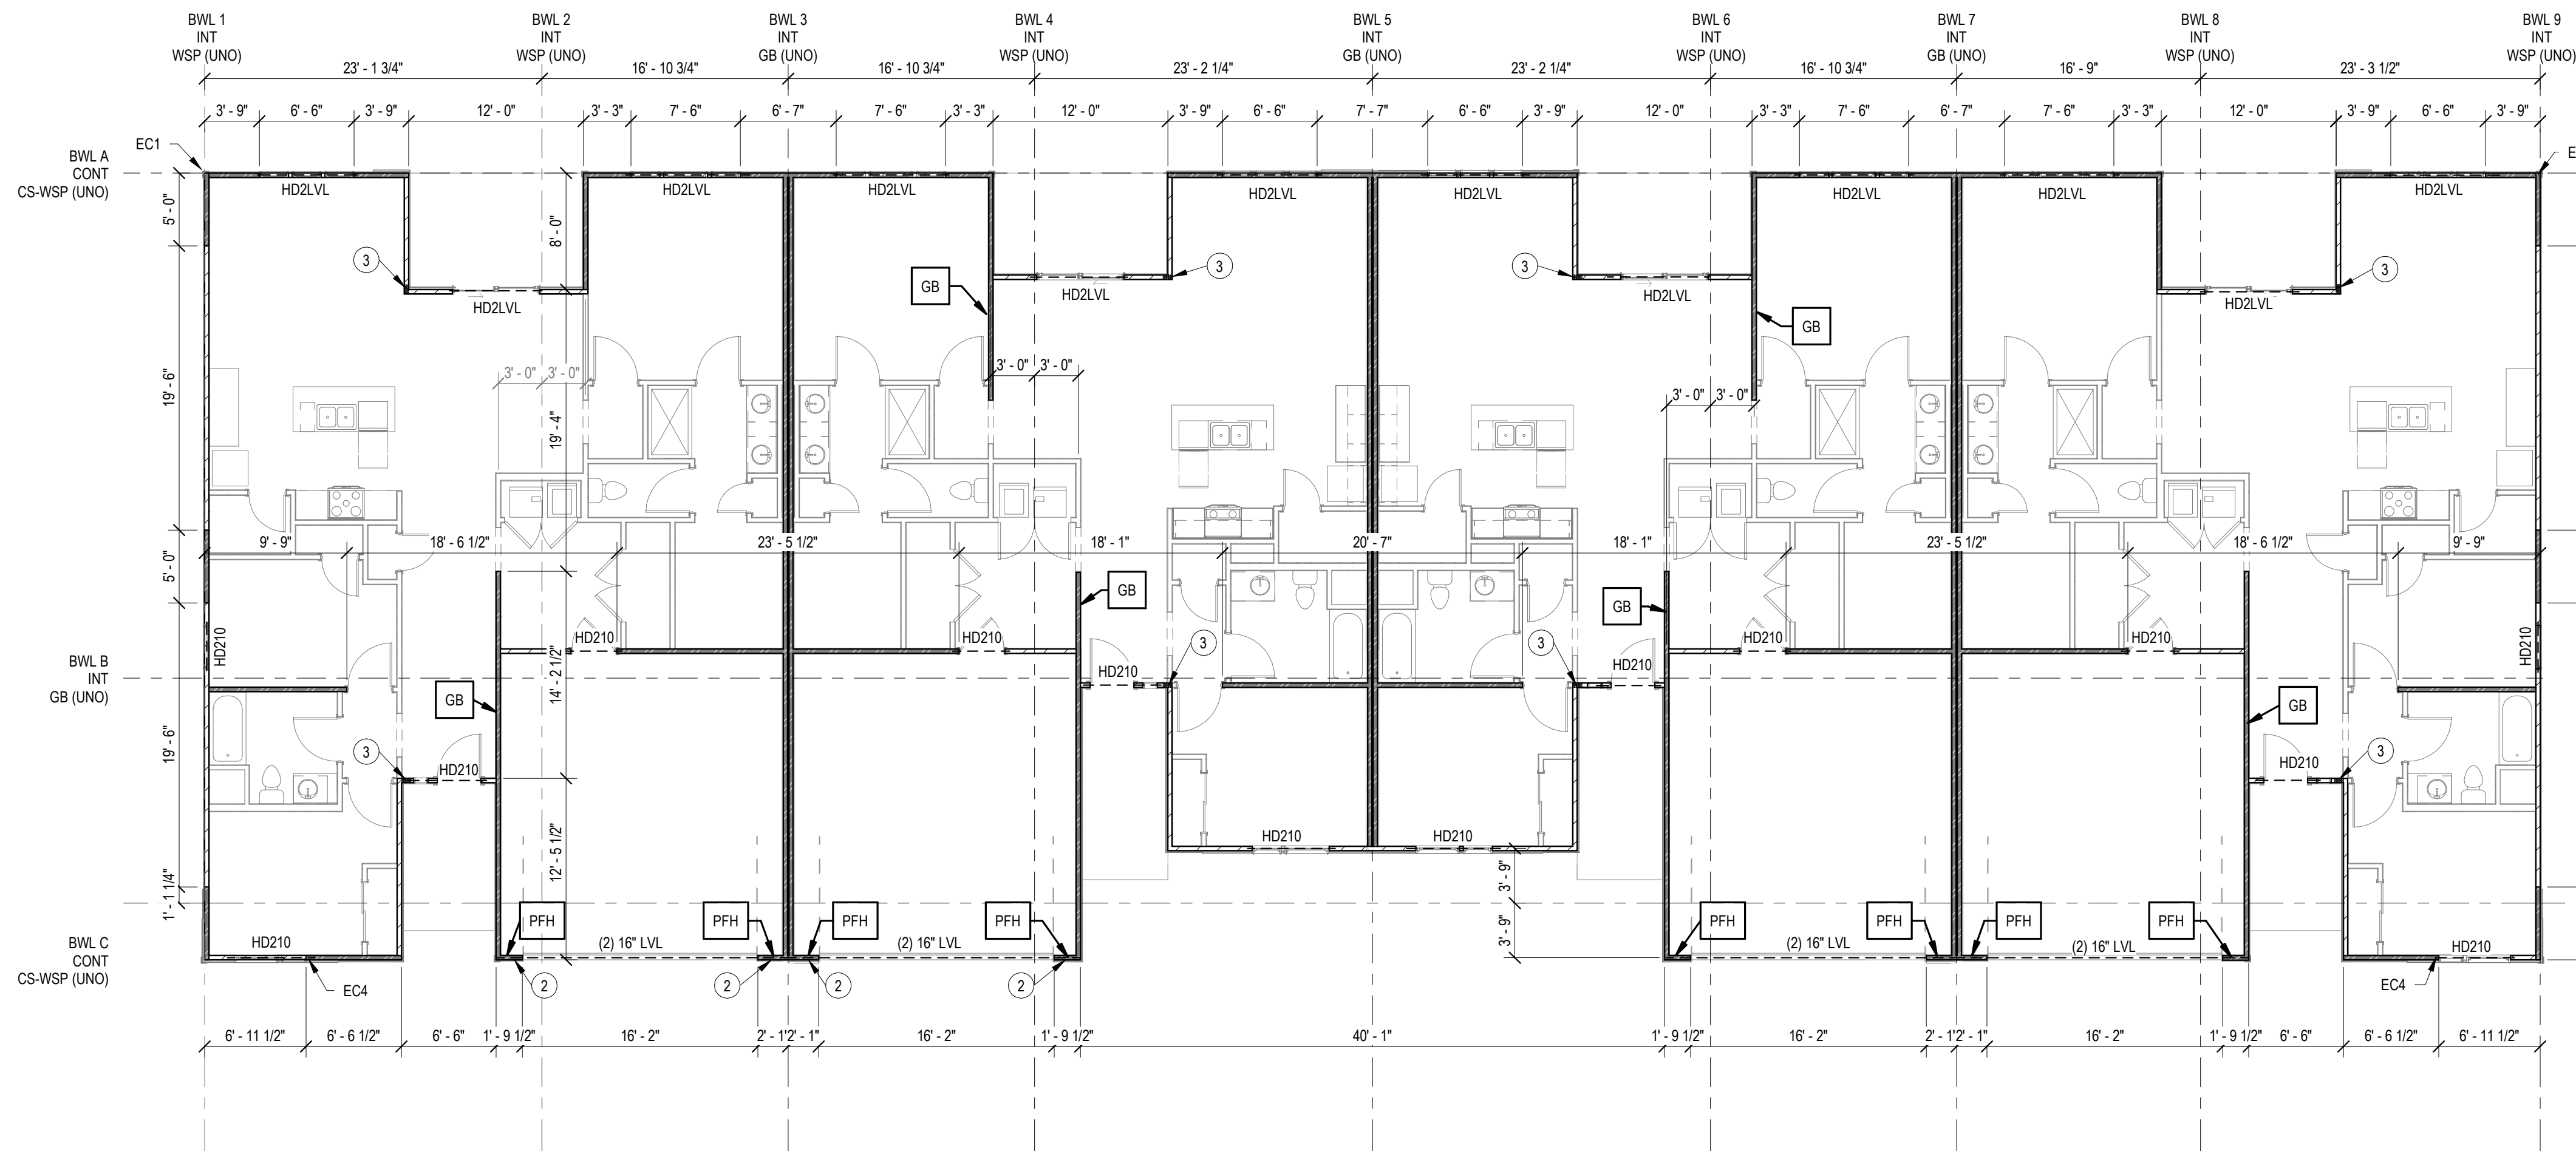 BWL 1
INT
WSP (UNO)
BWL 2
INT
WSP (UNO)
BWL 3
INT
GB (UNO)
BWL 4
INT
WSP (UNO)
BWL 5
INT
GB (UNO)
BWL 6
INT
WSP (UNO)
BWL 7
INT
GB (UNO)
BWL 8
INT
WSP (UNO)
BWL 9
INT
WSP (UNO)
23' - 1 3/4"
16' - 10 3/4"
16' - 10 3/4"
23' - 2 1/4"
23' - 2 1/4"
16' - 10 3/4"
16' - 9"
23' - 3 1/2"
3' - 9"
6' - 6"
3' - 9"
12' - 0"
3' - 3"
7' - 6"
6' - 7"
7' - 6"
3' - 3"
12' - 0"
3' - 9"
6' - 6"
7' - 7"
6' - 6"
3' - 9"
12' - 0"
3' - 3"
7' - 6"
6' - 7"
7' - 6"
3' - 3"
12' - 0"
3' - 9"
6' - 6"
3' - 9"
EC1
E
BWL A
CONT
CS-WSP (UNO)
HD2LVL
HD2LVL
HD2LVL
HD2LVL
HD2LVL
HD2LVL
HD2LVL
HD2LVL
5' - 0"
8' - 0"
3
3
3
3
GB
HD2LVL
HD2LVL
HD2LVL
HD2LVL
GB
3' - 0"
3' - 0"
3' - 0"
3' - 0"
3' - 0"
3' - 0"
19' - 6"
19' - 4"
9' - 9"
18' - 6 1/2"
23' - 5 1/2"
18' - 1"
20' - 7"
18' - 1"
23' - 5 1/2"
18' - 6 1/2"
9' - 9"
5' - 0"
GB
GB
HD210
HD210
HD210
HD210
HD210
HD210
3
3
HD210
HD210
BWL B
INT
GB (UNO)
14' - 2 1/2"
GB
GB
19' - 6"
3
HD210
HD210
3
12' - 5 1/2"
HD210
HD210
1' - 1 1/4"
3' - 9"
3' - 9"
PFH
PFH
PFH
PFH
PFH
PFH
PFH
PFH
BWL C
CONT
CS-WSP (UNO)
HD210
(2) 16" LVL
(2) 16" LVL
(2) 16" LVL
(2) 16" LVL
HD210
EC4
2
2
2
2
EC4
6' - 11 1/2"
6' - 6 1/2"
6' - 6"
1' - 9 1/2"
16' - 2"
2' - 1"
2' - 1"
16' - 2"
1' - 9 1/2"
40' - 1"
1' - 9 1/2"
16' - 2"
2' - 1"
2' - 1"
16' - 2"
1' - 9 1/2"
6' - 6"
6' - 6 1/2"
6' - 11 1/2"